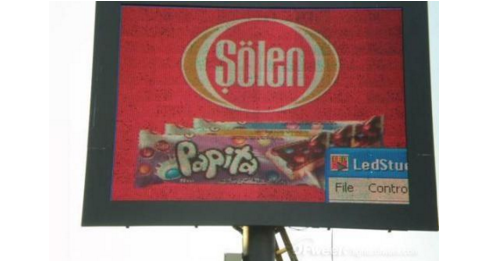 Şölen
Papita
LedStu
File Contro